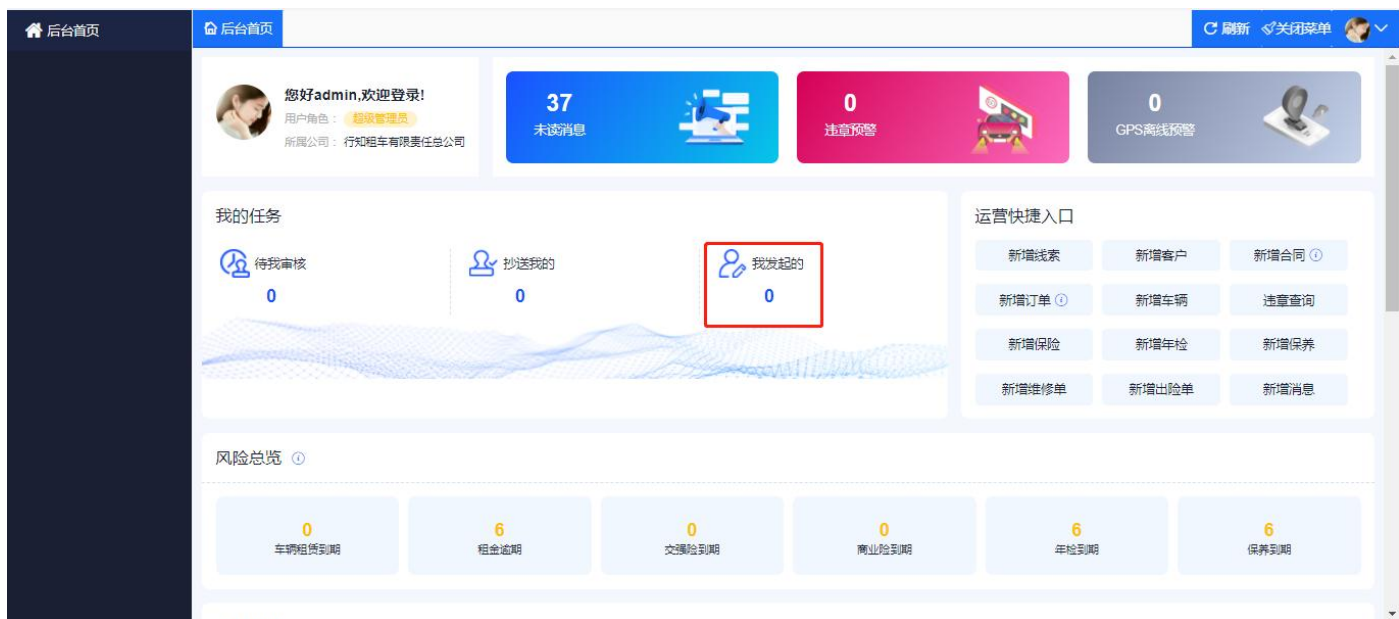 后台首页
后台首页
刷新 关闭菜单
您好admin,欢迎登录!
用户角色： 超级管理员
所属公司： 行知租车有限责任总公司
37
未读消息
0
违章预警
0
GPS离线预警
我的任务
待我审核
0
抄送我的
0
我发起的
0
运营快捷入口
新增线索 新增客户 新增合同
新增订单 新增车辆 违章查询
新增保险 新增年检 新增保养
新增维修单 新增出险单 新增消息
风险总览
0
车辆租赁到期
6
租金逾期
0
交强险到期
0
商业险到期
6
年检到期
6
保养到期